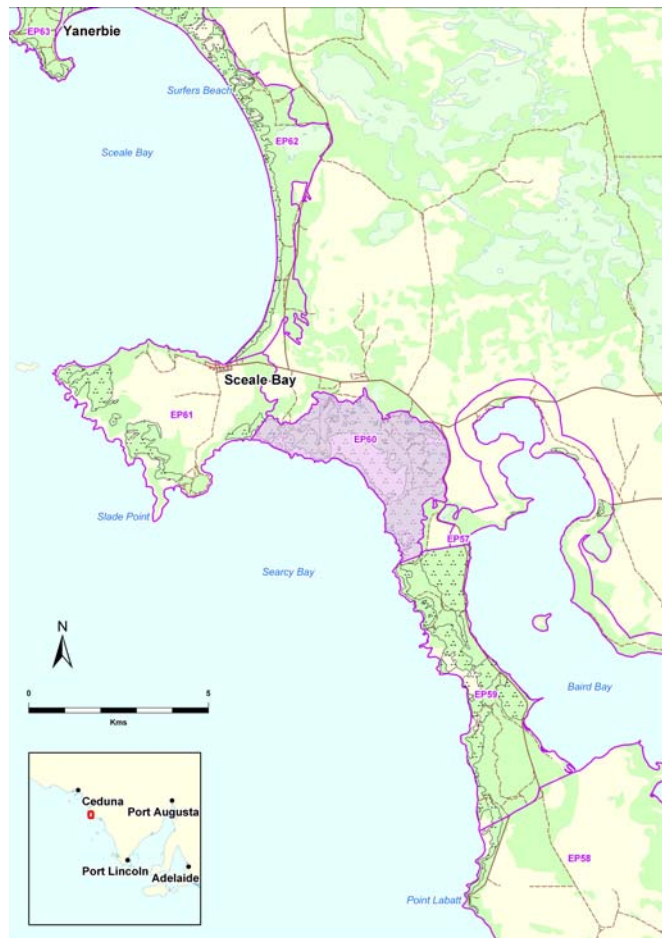 EP63
Yanerbie
Surfers Beach
EP62
Sceale Bay
Sceale Bay
EP61
EP60
Slade Point
EP57
Searcy Bay
N
0
5
Kms
EP59
Baird Bay
Ceduna
Port Augusta
Port Lincoln
Adelaide
EP58
Point Labatt